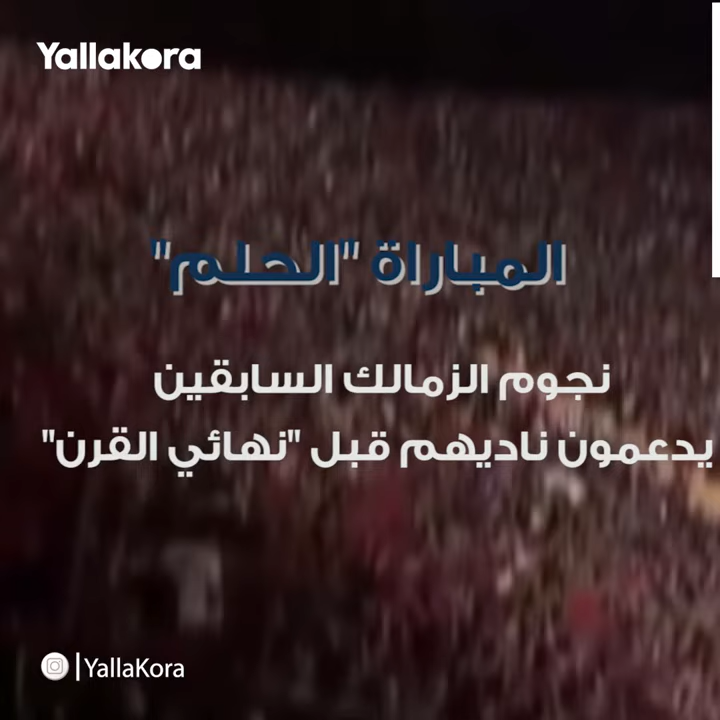 Yallakora
المباراة "الحلم"
نجوم الزمالك السابقين
يدعمون ناديهم قبل "نهائي القرن"
|YallaKora